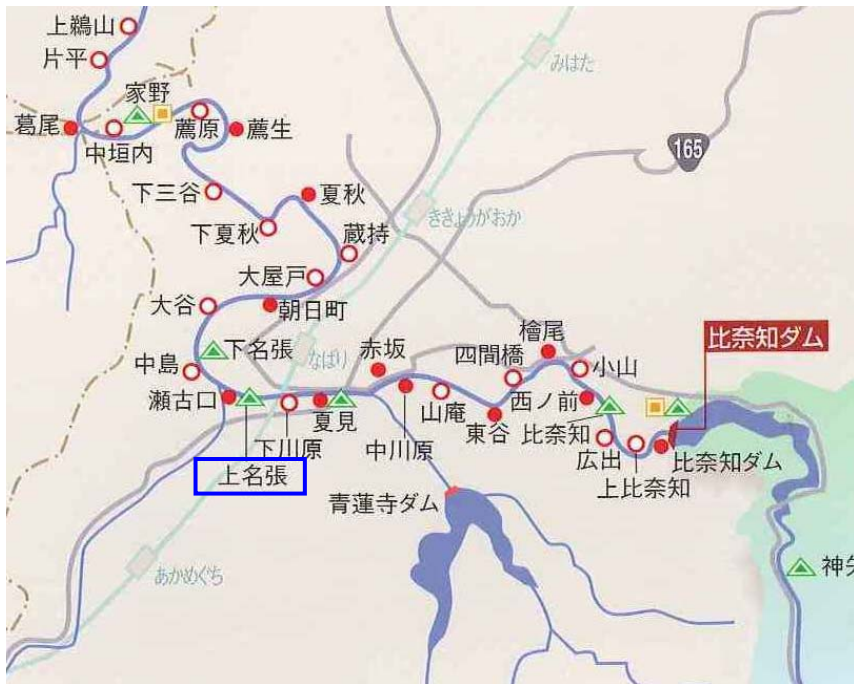 上鵜山
片平
みはた
家野
葛尾
薦原
薦生
中垣内
165
下三谷
夏秋
ききょうがおか
下夏秋
蔵持
大屋戸
大谷
朝日町
檜尾
比奈知ダム
下名張
なばり
赤坂
四間橋
小山
中島
瀬古口
夏見
山庵
西ノ前
東谷
比奈知
下川原
中川原
広出
比奈知ダム
上名張
上比奈知
青蓮寺ダム
あかめぐち
神矢